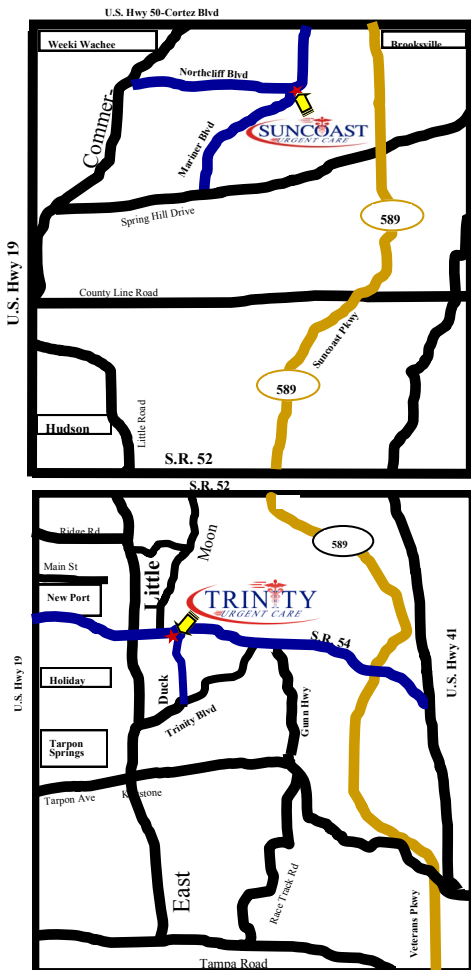 U.S. Hwy 50-Cortez Blvd
Weeki Wachee
Brooksville
Northcliff Blvd
Commer-
Mariner Blvd
SUNCOAST
URGENT CARE
Spring Hill Drive
589
U.S. Hwy 19
County Line Road
Suncoast Pkwy
589
Little Road
Hudson
S.R. 52
S.R. 52
Ridge Rd
Moon
589
Main St
Little
New Port
TRINITY
URGENT CARE
S.R. 54
U.S. Hwy 41
U.S. Hwy 19
Holiday
Duck
Trinity Blvd
Gunn Hwy
Tarpon
Springs
Tarpon Ave
East
Race Track Rd
Veterans Pkwy
Tampa Road